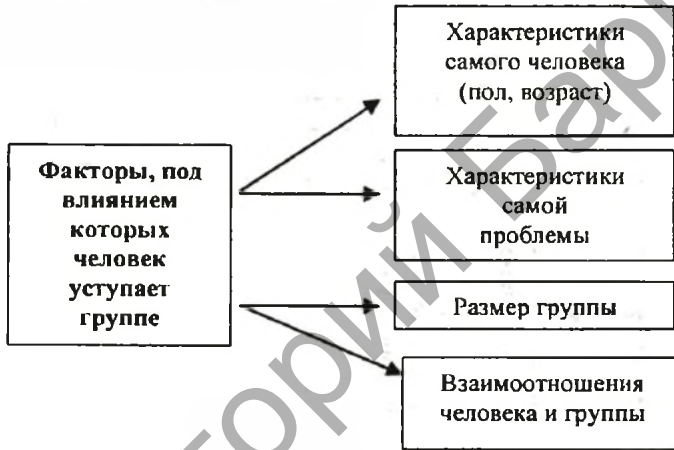 Характеристики
самого человека
(пол, возраст)
Факторы, под
влиянием
которых
человек
уступает
группе
Характеристики
самой
проблемы
Размер группы
Взаимоотношения
человека и группы